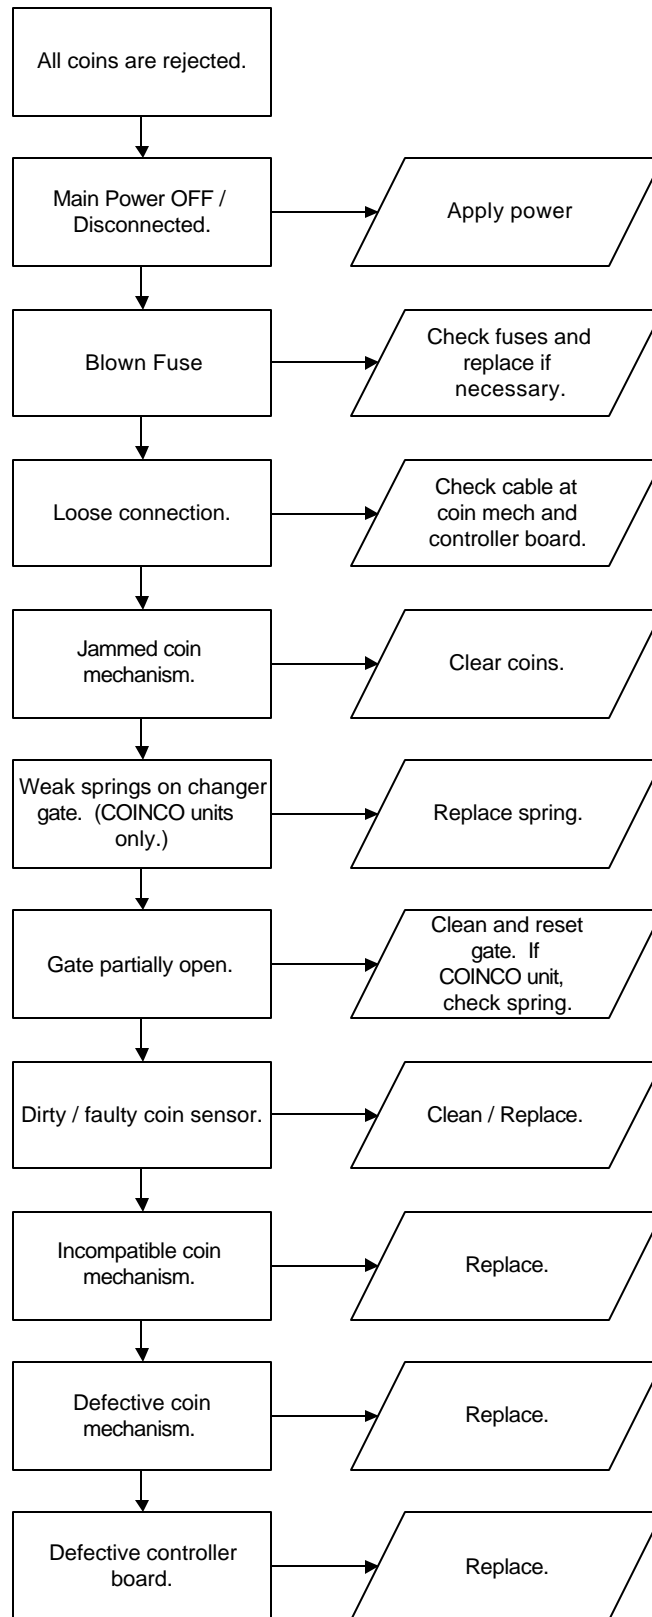 All coins are rejected.
Main Power OFF /
Disconnected.
Apply power
Blown Fuse
Check fuses and
replace if
necessary.
Loose connection.
Check cable at
coin mech and
controller board.
Jammed coin
mechanism.
Clear coins.
Weak springs on changer
gate.  (COINCO units
only.)
Replace spring.
Gate partially open.
Clean and reset
gate.  If
COINCO unit,
check spring.
Dirty / faulty coin sensor.
Clean / Replace.
Incompatible coin
mechanism.
Replace.
Defective coin
mechanism.
Replace.
Defective controller
board.
Replace.